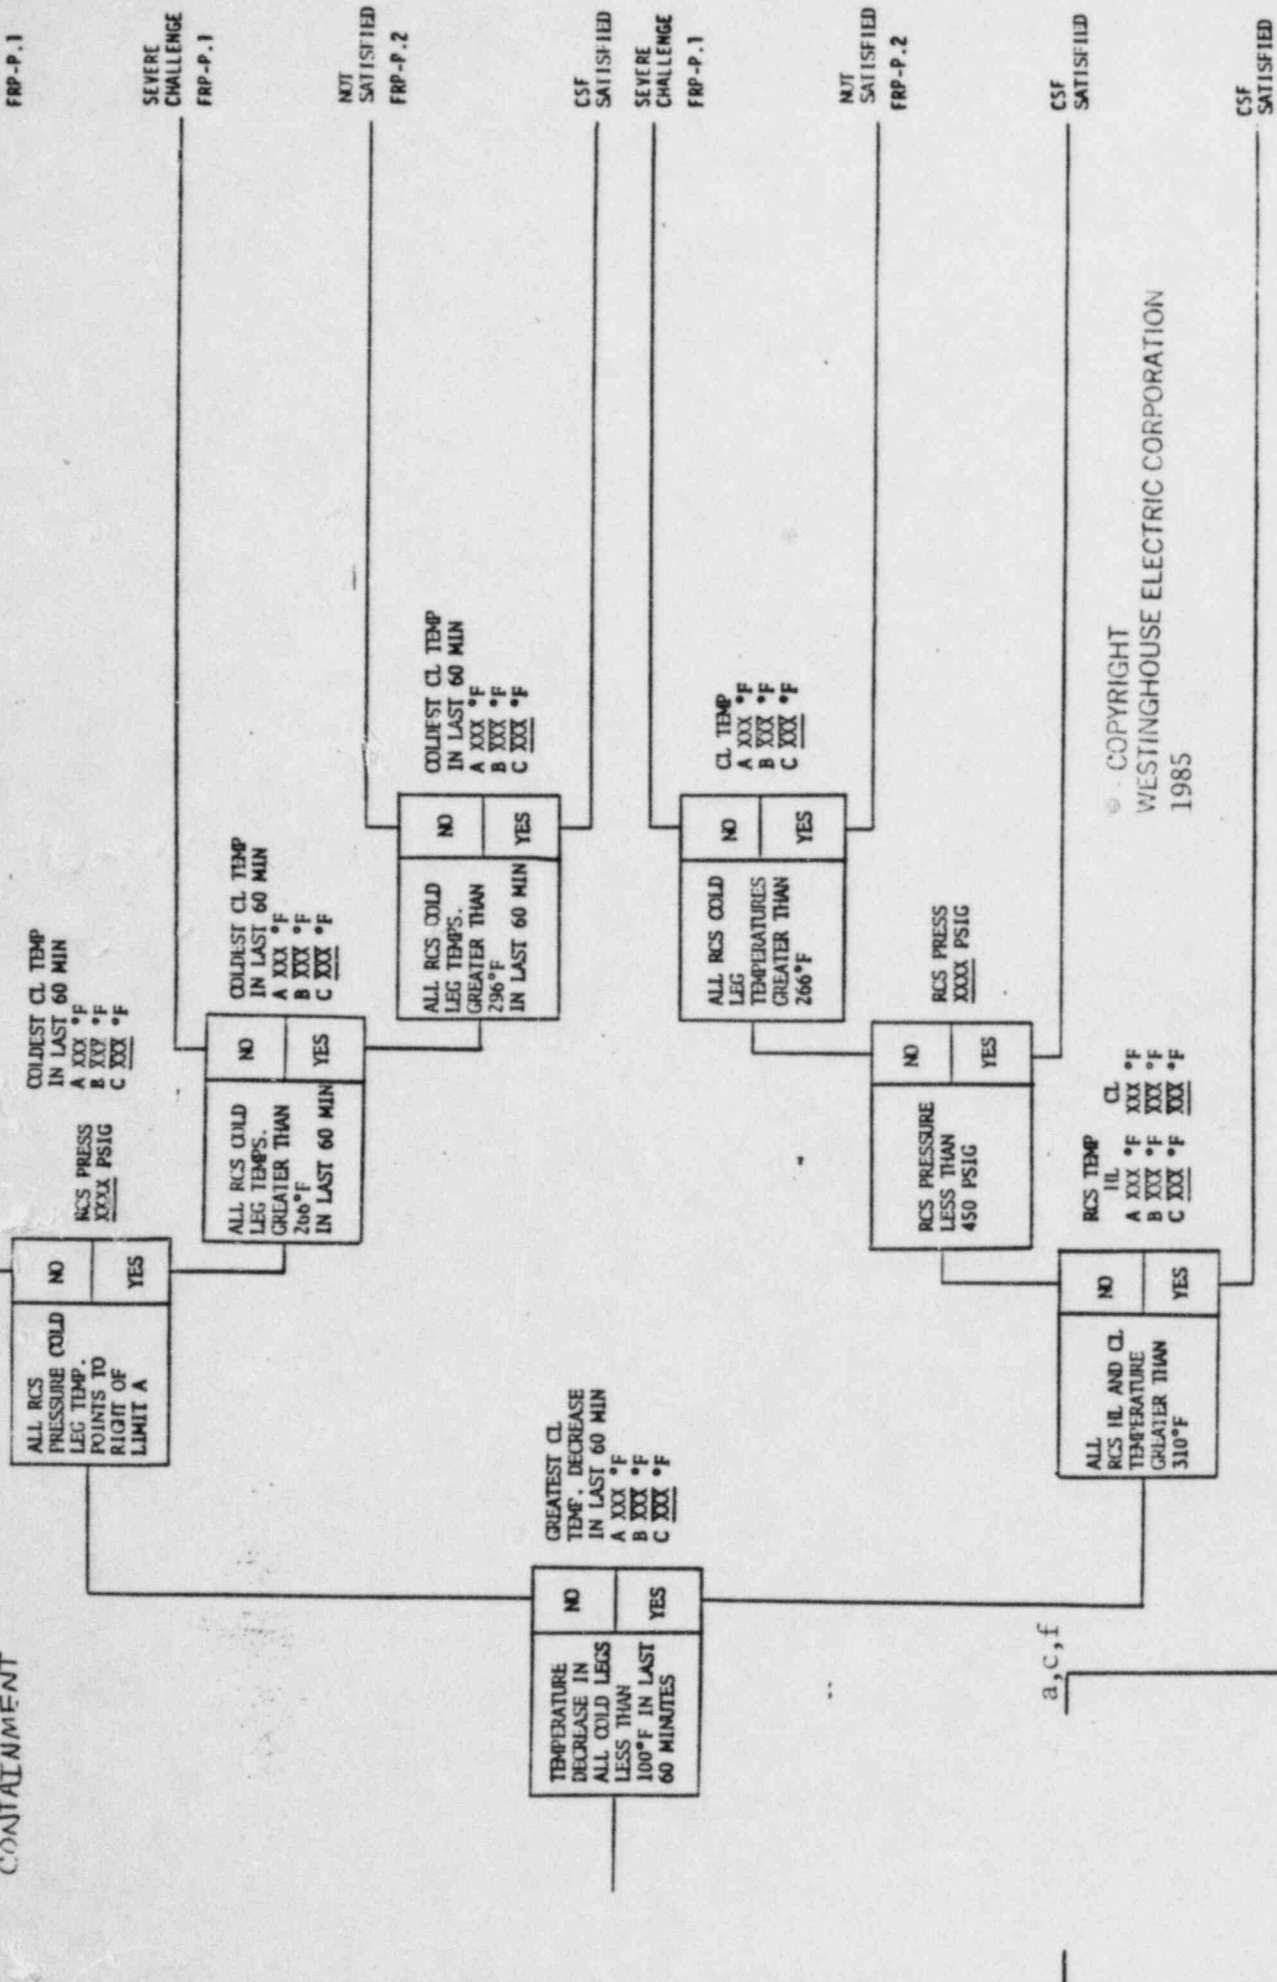 CONTAINMENT
FRP-P.1
ALL RCS
PRESSURE COLD
LEG TEMP.
POINTS TO
RIGHT OF
LIMIT A
NO
YES
RCS PRESS
XXXX PSIG
COLDEST CL TEMP
IN LAST 60 MIN
A XXX °F
B XXX °F
C XXX °F
SEVERE
CHALLENGE
FRP-P.1
ALL RCS COLD
LEG TEMPS.
GREATER THAN
266°F
IN LAST 60 MIN
NO
YES
COLDEST CL TEMP
IN LAST 60 MIN
A XXX °F
B XXX °F
C XXX °F
NOT
SATISFIED
FRP-P.2
ALL RCS COLD
LEG TEMPS.
GREATER THAN
296°F
IN LAST 60 MIN
NO
YES
COLDEST CL TEMP
IN LAST 60 MIN
A XXX °F
B XXX °F
C XXX °F
CSF
SATISFIED
TEMPERATURE
DECREASE IN
ALL COLD LEGS
LESS THAN
100°F IN LAST
60 MINUTES
NO
YES
GREATEST CL
TEMP. DECREASE
IN LAST 60 MIN
A XXX °F
B XXX °F
C XXX °F
SEVERE
CHALLENGE
FRP-P.1
ALL RCS COLD
LEG
TEMPERATURES
GREATER THAN
266°F
NO
YES
CL TEMP
A XXX °F
B XXX °F
C XXX °F
NOT
SATISFIED
FRP-P.2
RCS PRESSURE
LESS THAN
450 PSIG
NO
YES
RCS PRESS
XXXX PSIG
CSF
SATISFIED
ALL
RCS HL AND CL
TEMPERATURE
GREATER THAN
310°F
NO
YES
RCS TEMP
HL CL
A XXX °F XXX °F
B XXX °F XXX °F
C XXX °F XXX °F
CSF
SATISFIED
a,c,f
© COPYRIGHT
WESTINGHOUSE ELECTRIC CORPORATION
1985